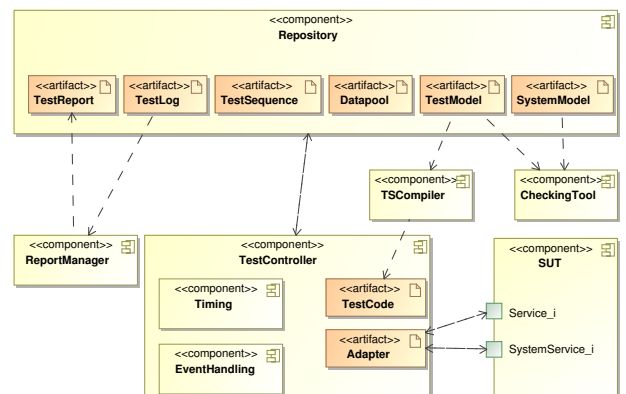 <<component>>
Repository
<<artifact>>
TestReport
<<artifact>>
TestLog
<<artifact>>
TestSequence
<<artifact>>
Datapool
<<artifact>>
TestModel
<<artifact>>
SystemModel
<<component>>
TSCompiler
<<component>>
CheckingTool
<<component>>
ReportManager
<<component>>
TestController
<<component>>
Timing
<<component>>
EventHandling
<<artifact>>
TestCode
<<artifact>>
Adapter
<<component>>
SUT
Service_i
SystemService_i